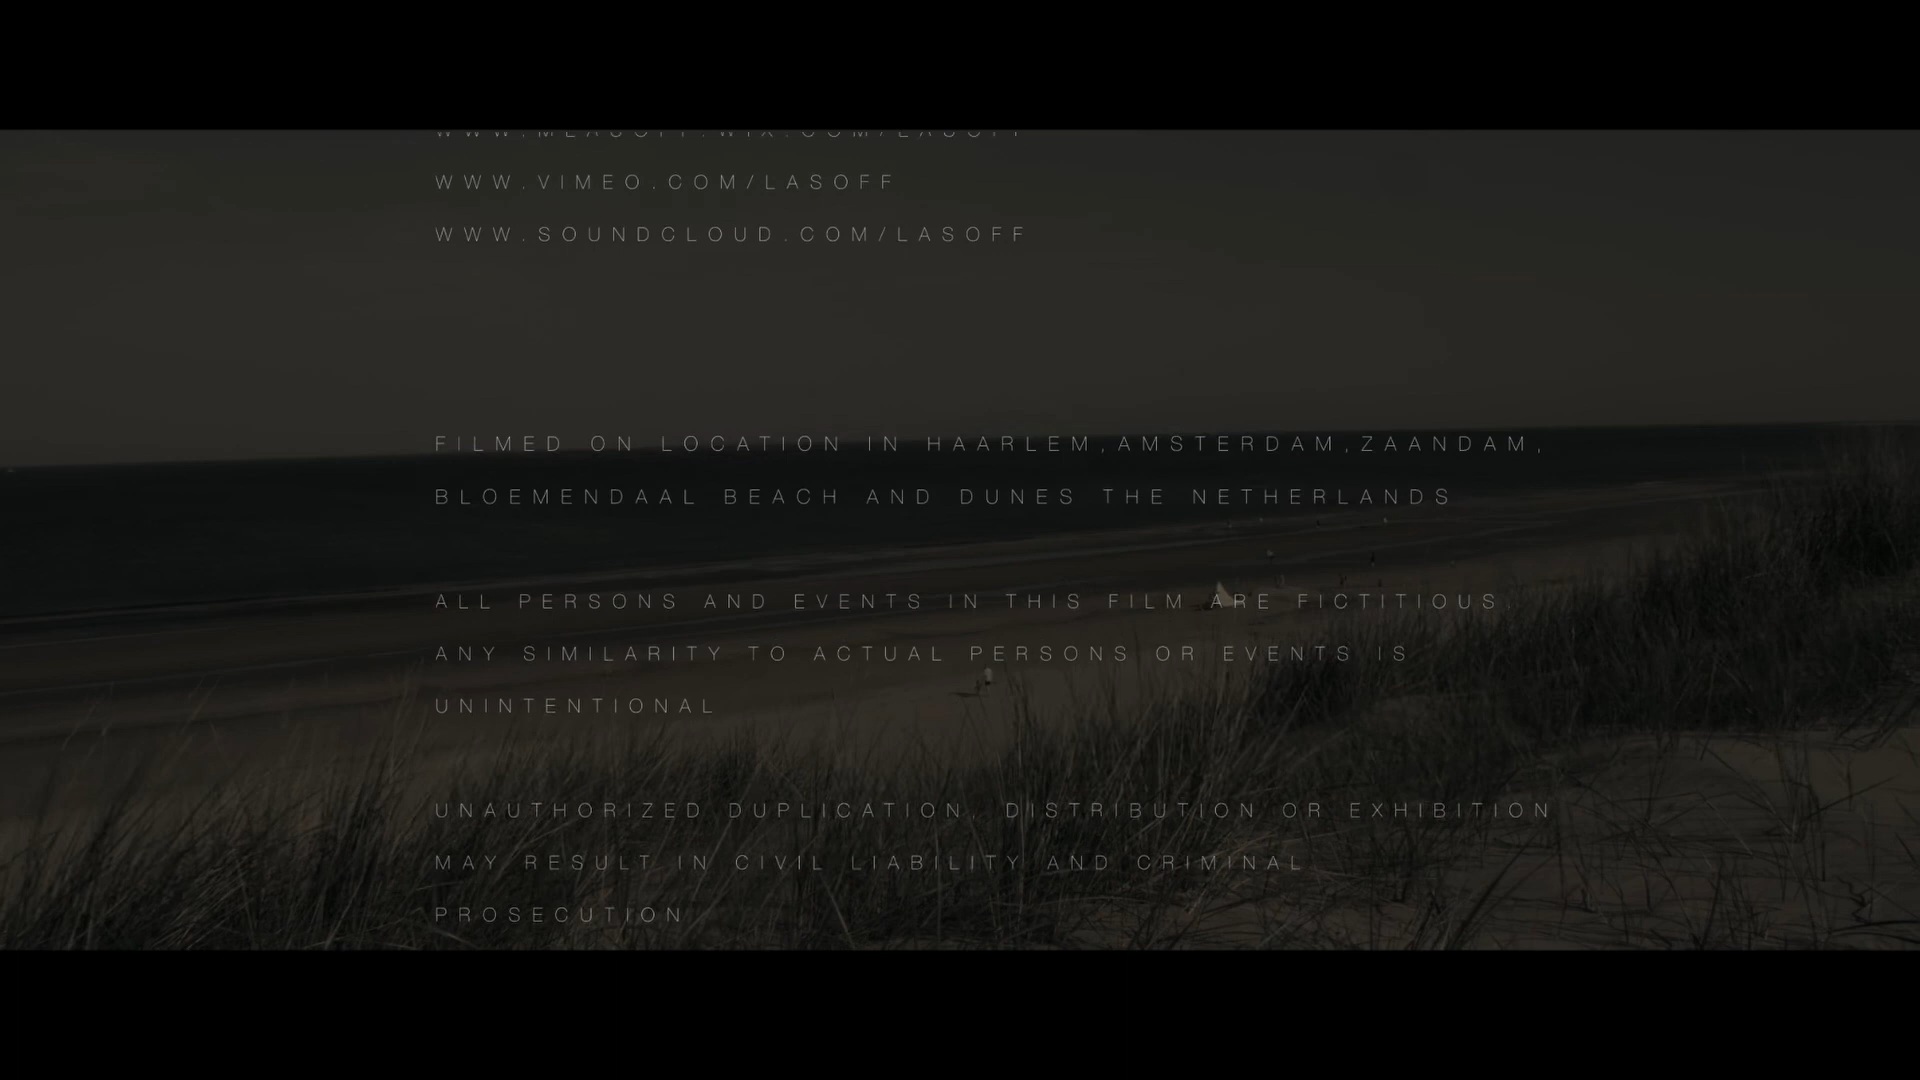 WWW.VIMEO.COM/LASOFF
WWW.SOUNDCLOUD.COM/LASOFF
FILMED ON LOCATION IN HAARLEM,AMSTERDAM,ZAANDAM,
BLOEMENDAAL BEACH AND DUNES THE NETHERLANDS
ALL PERSONS AND EVENTS IN THIS FILM ARE FICTITIOUS.
ANY SIMILARITY TO ACTUAL PERSONS OR EVENTS IS
UNINTENTIONAL
UNAUTHORIZED DUPLICATION, DISTRIBUTION OR EXHIBITION
MAY RESULT IN CIVIL LIABILITY AND CRIMINAL
PROSECUTION